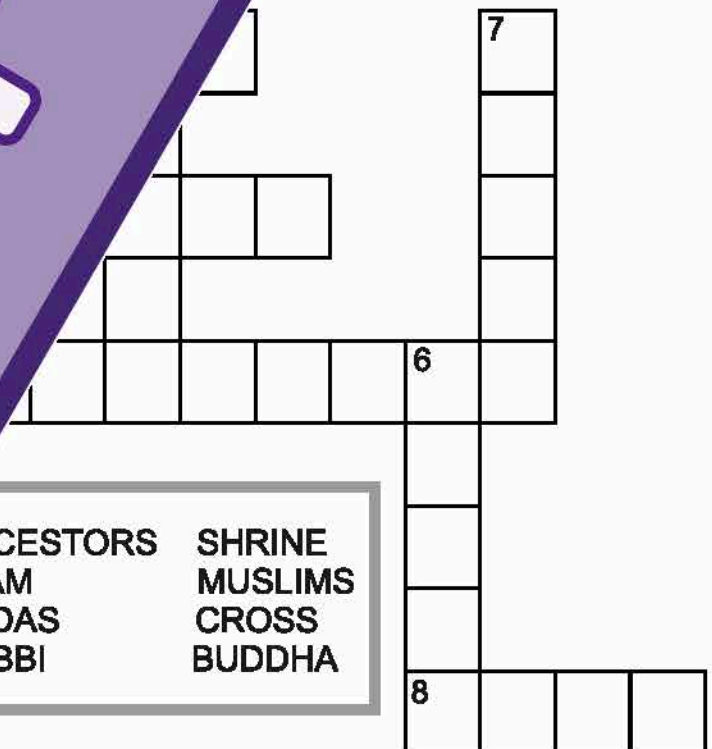 7
6
CESTORS SHRINE
AM MUSLIMS
DAS CROSS
BBI BUDDHA
8